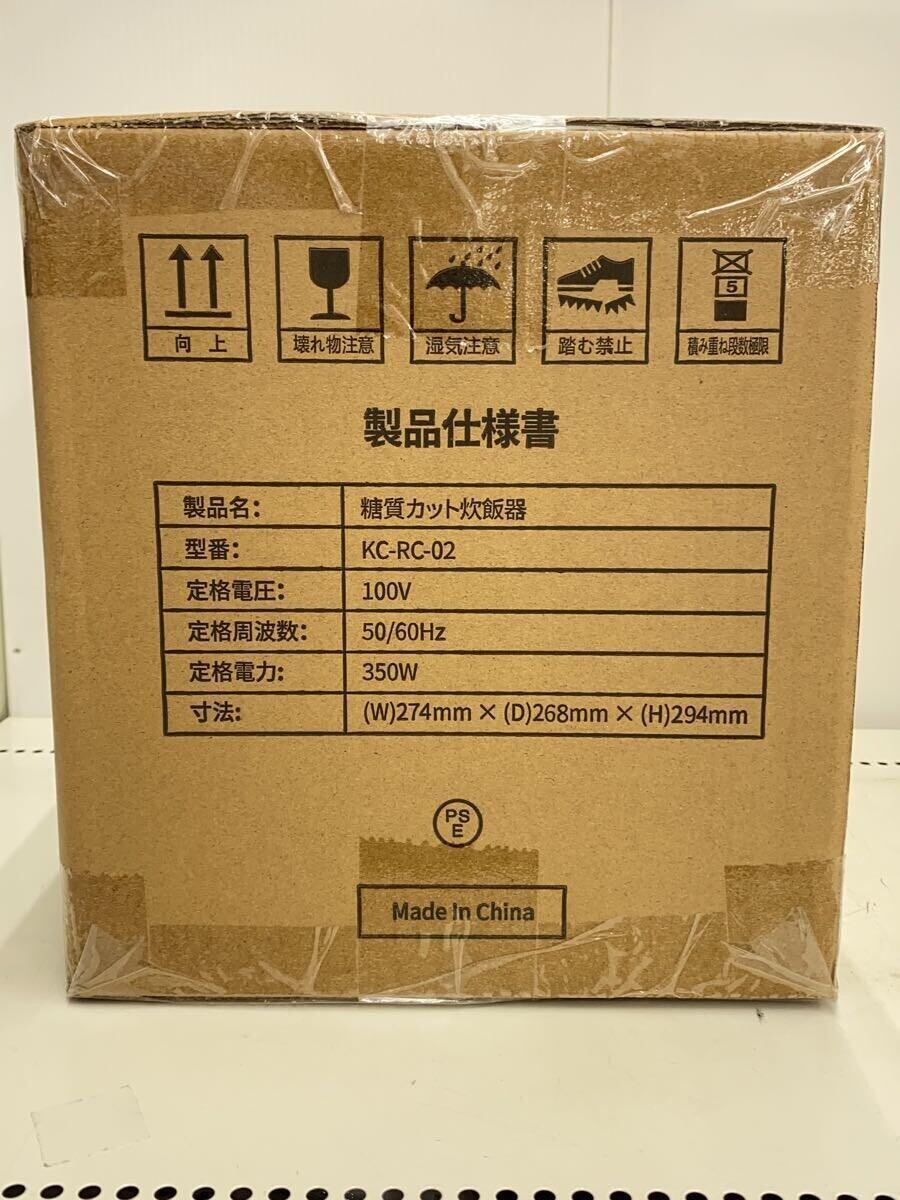 向上 壊れ物注意 湿気注意 踏む禁止 5 積み重ね段数極限
製品仕様書
製品名: 糖質カット炊飯器
型番: KC-RC-02
定格電圧: 100V
定格周波数: 50/60Hz
定格電力: 350W
寸法: (W)274mm × (D)268mm × (H)294mm
PS
E
Made In China